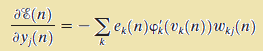 ∂ℰ(n)/∂y_j(n) = − ∑_k e_k(n)φ′_k(v_k(n))w_kj(n)